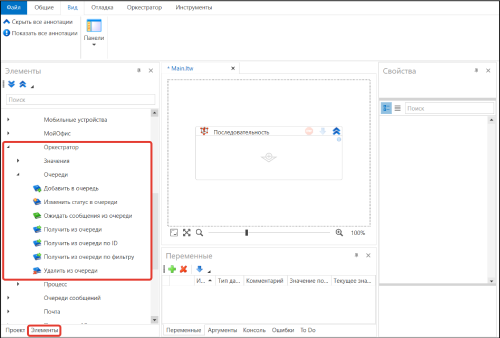 Файл Общие Вид Отладка Оркестратор Инструменты
Скрыть все аннотации
Показать все аннотации
Панели
Элементы
Поиск
Мобильные устройства
МойОфис
Оркестратор
Значения
Очереди
Добавить в очередь
Изменить статус в очереди
Ожидать сообщения из очереди
Получить из очереди
Получить из очереди по ID
Получить из очереди по фильтру
Удалить из очереди
Процесс
Очереди сообщений
Почта
Проект Элементы
* Main.ltw
Последовательность
100%
Переменные
И... Тип да... Комментарий Значение по... Текущее зна...
Переменные Аргументы Консоль Ошибки To Do
Свойства
Поиск